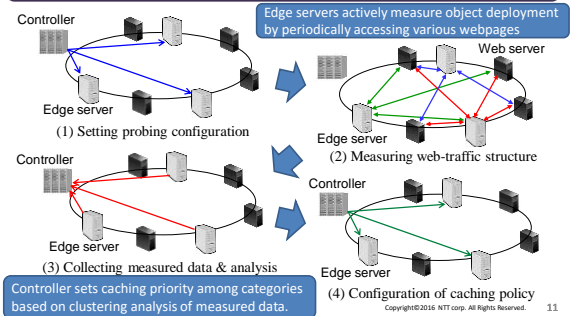 Edge servers actively measure object deployment
by periodically accessing various webpages
Controller
Edge server
(1) Setting probing configuration
Web server
Edge server
(2) Measuring web-traffic structure
Controller
Edge server
(3) Collecting measured data & analysis
Controller
Edge server
(4) Configuration of caching policy
Controller sets caching priority among categories
based on clustering analysis of measured data.
Copyright©2016 NTT corp. All Rights Reserved.
11